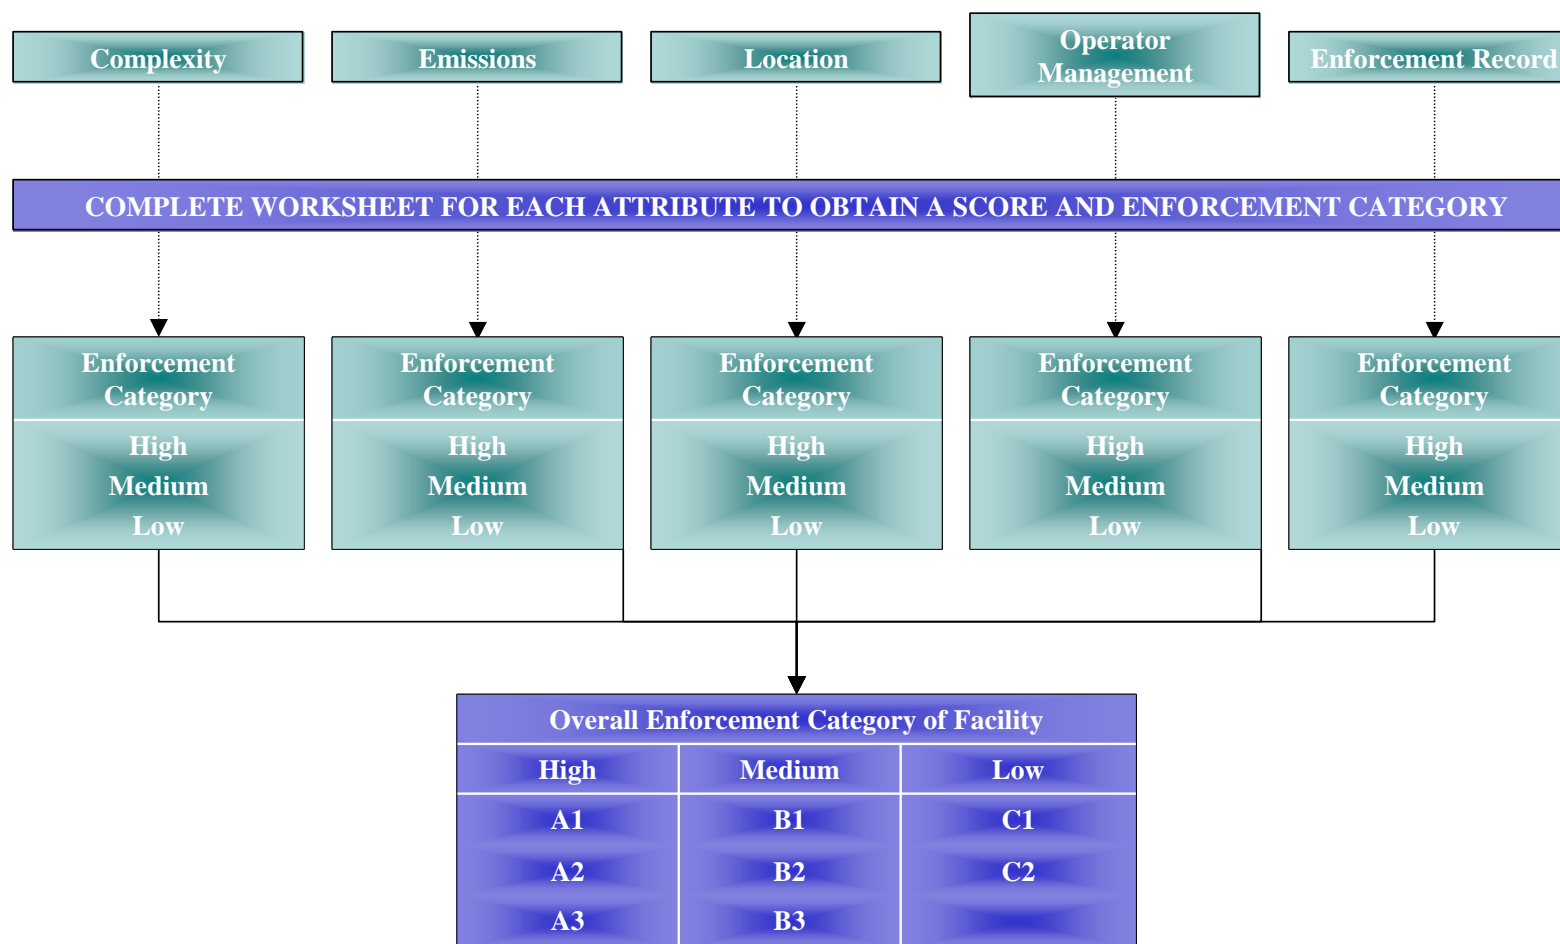 Complexity
Emissions
Location
Operator
Management
Enforcement Record
COMPLETE WORKSHEET FOR EACH ATTRIBUTE TO OBTAIN A SCORE AND ENFORCEMENT CATEGORY
Enforcement
Category
High
Medium
Low
Enforcement
Category
High
Medium
Low
Enforcement
Category
High
Medium
Low
Enforcement
Category
High
Medium
Low
Enforcement
Category
High
Medium
Low
Overall Enforcement Category of Facility
High Medium Low
A1 B1 C1
A2 B2 C2
A3 B3